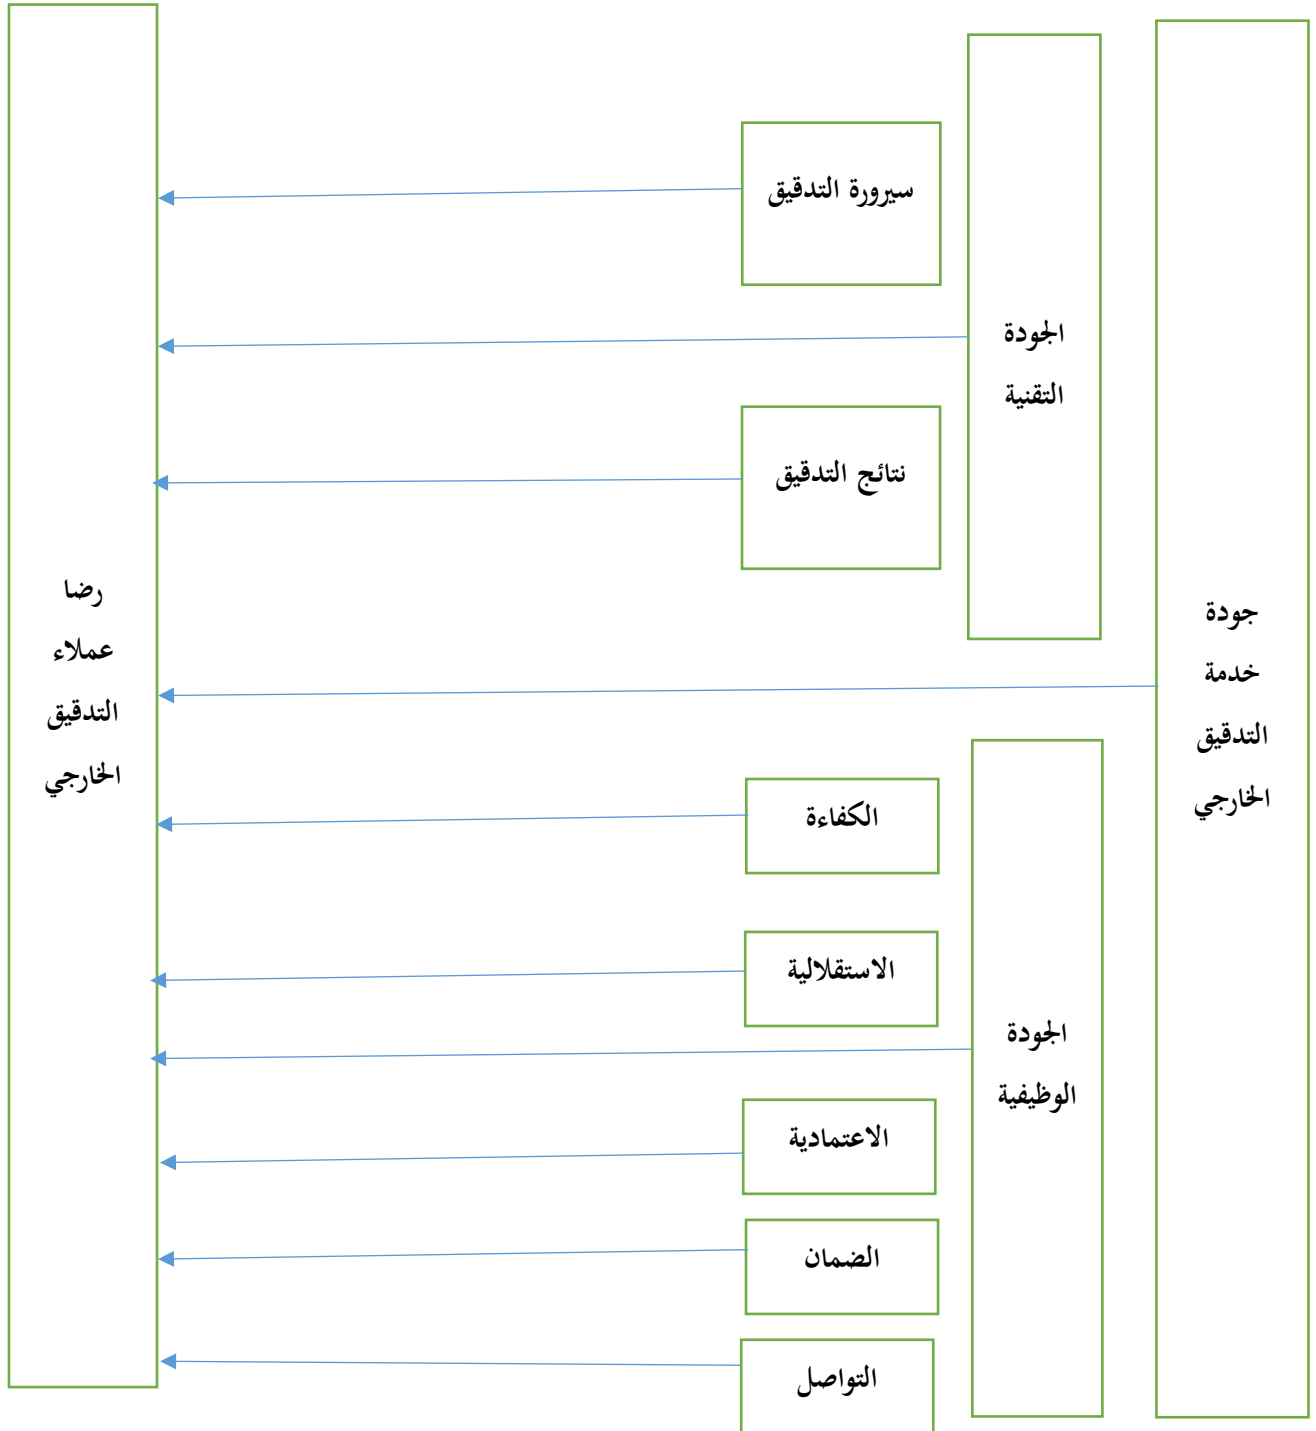 جودة
خدمة
التدقيق
الخارجي
الجودة
التقنية
سيرورة التدقيق
نتائج التدقيق
الجودة
الوظيفية
الكفاءة
الاستقلالية
الاعتمادية
الضمان
التواصل
رضا
عملاء
التدقيق
الخارجي